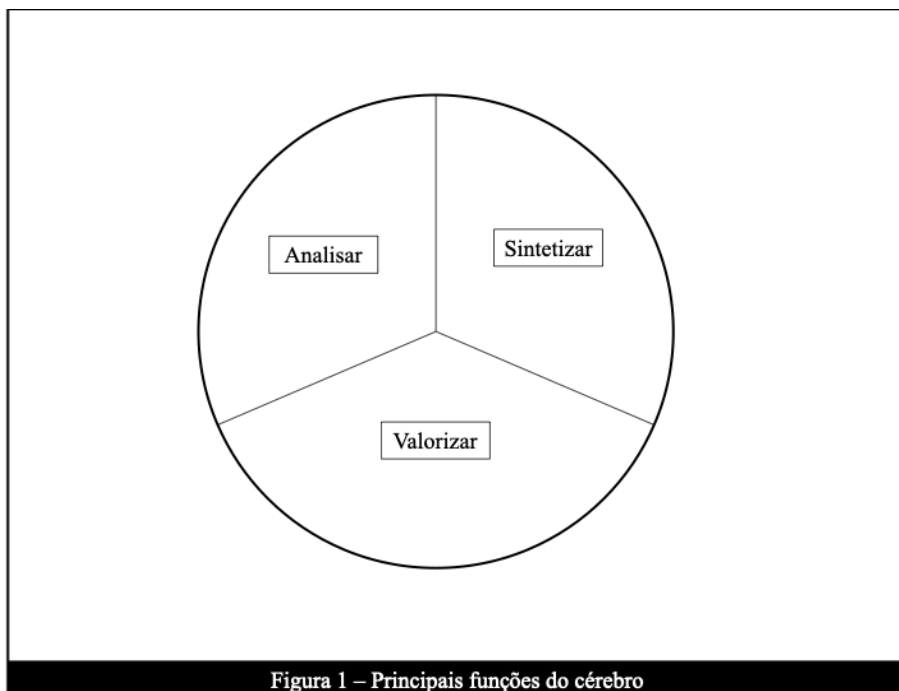 Analisar
Sintetizar
Valorizar
Figura 1 – Principais funções do cérebro